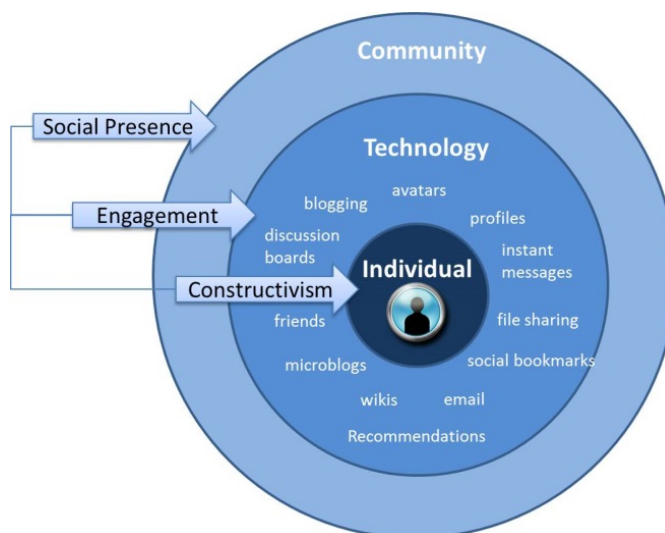 Community
Social Presence
Technology
avatars
blogging
profiles
Engagement
discussion
boards
instant
messages
Individual
Constructivism
friends
file sharing
microblogs
social bookmarks
wikis
email
Recommendations